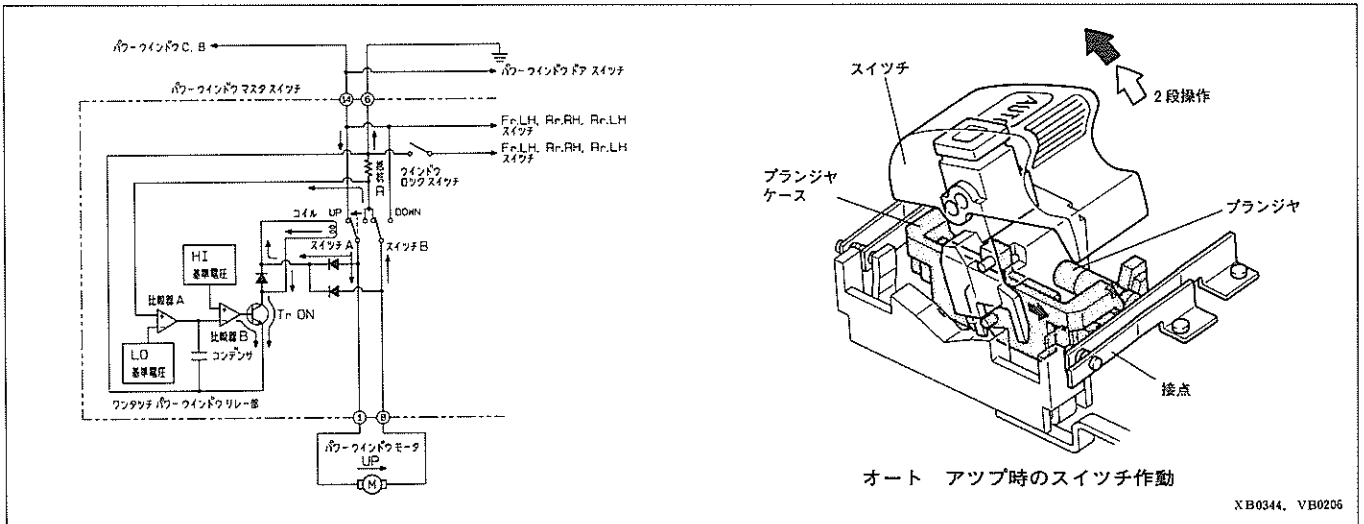 パワーウインドウC. B
パワーウインドウドア スイッチ
パワーウインドウ マスタ スイッチ
14
6
Fr.LH, Rr.RH, Rr.LH
スイッチ
Fr.LH, Rr.RH, Rr.LH
スイッチ
ウインドウ
ロックスイッチ
コイル
UP
DOWN
スイッチA
スイッチB
HI
基準電圧
比較器 A
Tr ON
比較器 B
コンデンサ
LO
基準電圧
ワンタッチ パワーウインドウ リレー部
1
8
パワーウインドウ モータ
UP
M
スイツチ
AUTO
2段操作
プランジヤ
ケース
プランジヤ
接点
オート アツプ時のスイツチ作動
XB0344, VB0206